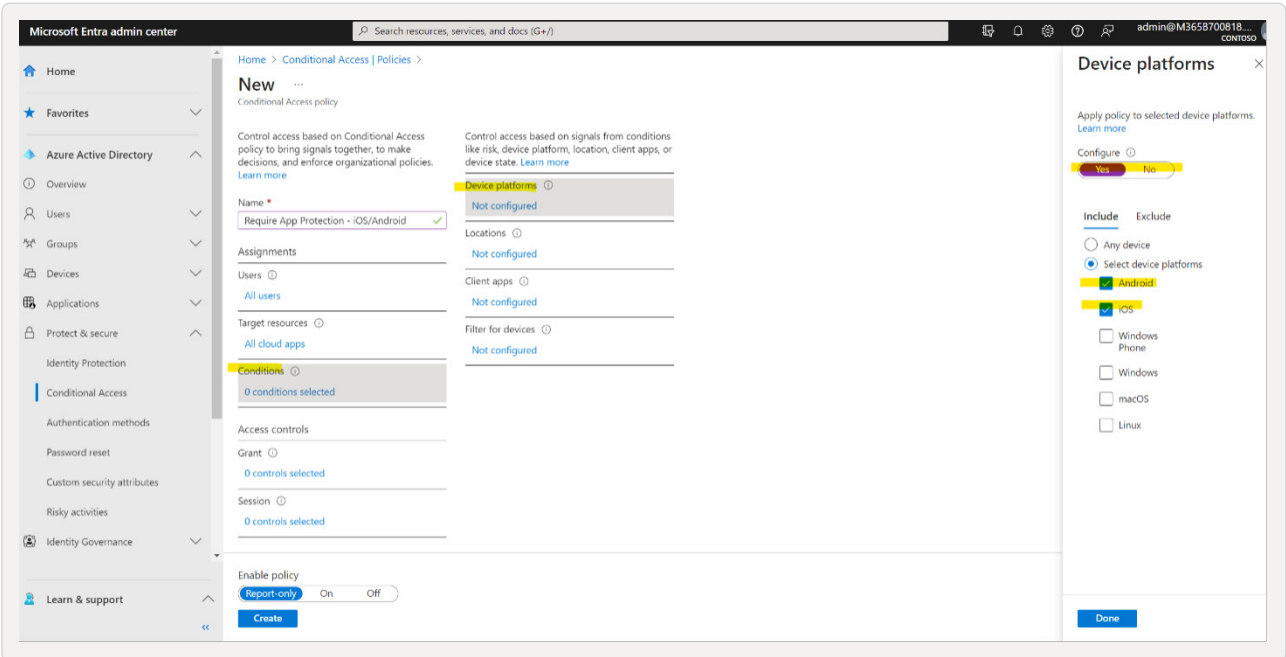 Microsoft Entra admin center
Search resources, services, and docs (G+/)
admin@M365B700818....
CONTOSO
Home
Favorites
Azure Active Directory
Overview
Users
Groups
Devices
Applications
Protect & secure
Identity Protection
Conditional Access
Authentication methods
Password reset
Custom security attributes
Risky activities
Identity Governance
Learn & support
Home > Conditional Access | Policies >
New ...
Conditional Access policy
Control access based on Conditional Access
policy to bring signals together, to make
decisions, and enforce organizational policies.
Learn more
Name *
Require App Protection - iOS/Android
Assignments
Users
All users
Target resources
All cloud apps
Conditions
0 conditions selected
Access controls
Grant
0 controls selected
Session
0 controls selected
Enable policy
Report-only On Off
Create
Control access based on signals from conditions
like risk, device platform, location, client apps, or
device state. Learn more
Device platforms
Not configured
Locations
Not configured
Client apps
Not configured
Filter for devices
Not configured
Device platforms
Apply policy to selected device platforms.
Learn more
Configure
Yes No
Include Exclude
Any device
Select device platforms
Android
iOS
Windows
Phone
Windows
macOS
Linux
Done